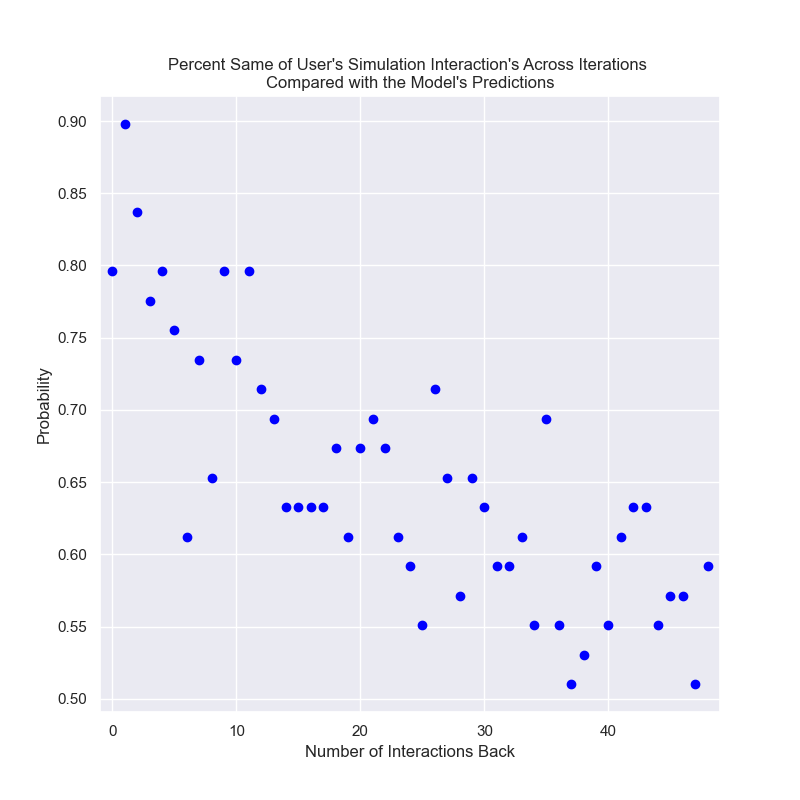 Percent Same of User's Simulation Interaction's Across Iterations
Compared with the Model's Predictions
0.90
0.85
0.80
0.75
0.70
0.65
0.60
0.55
0.50
Probability
0 10 20 30 40
Number of Interactions Back